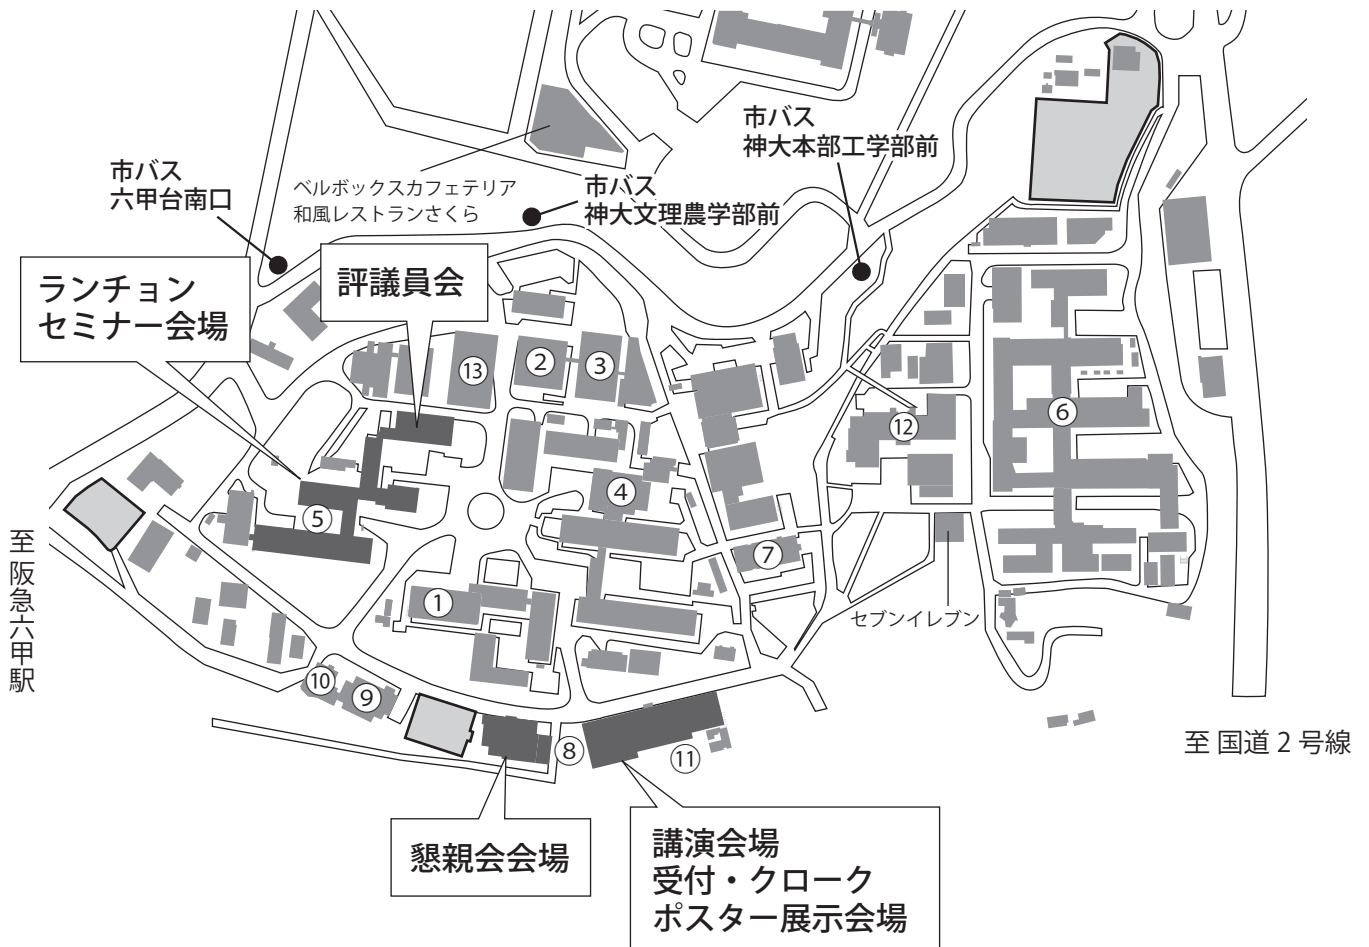 市バス
神大本部工学部前
市バス
六甲台南口
ベルボックスカフェテリア
和風レストランさくら
市バス
神大文理農学部前
ランチョン
セミナー会場
評議員会
⑬
②
③
⑥
⑫
④
⑤
⑦
①
セブンイレブン
至 阪急六甲駅
⑩
⑨
⑧
⑪
至 国道 2 号線
懇親会会場
講演会場
受付・クローク
ポスター展示会場